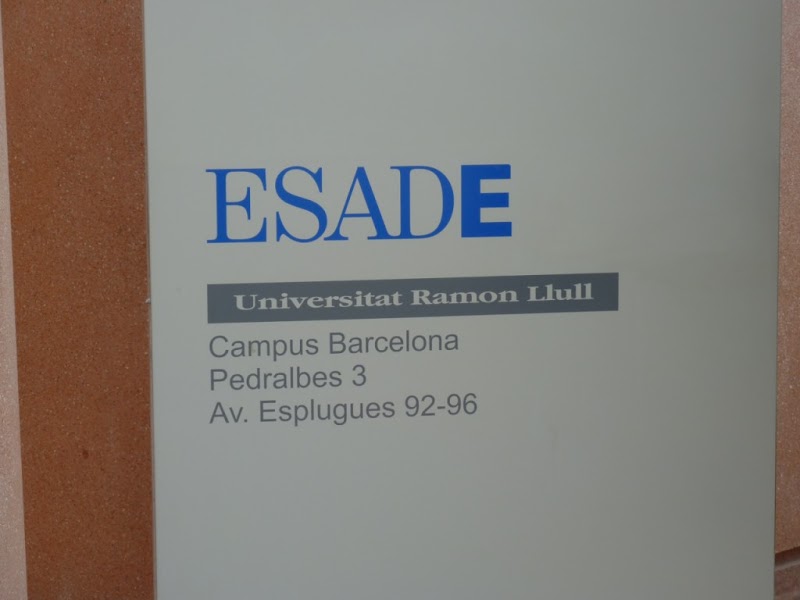 ESADE
Universitat Ramon Llull
Campus Barcelona
Pedralbes 3
Av. Esplugues 92-96